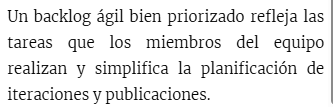 Un backlog ágil bien priorizado refleja las
tareas que los miembros del equipo
realizan y simplifica la planificación de
iteraciones y publicaciones.